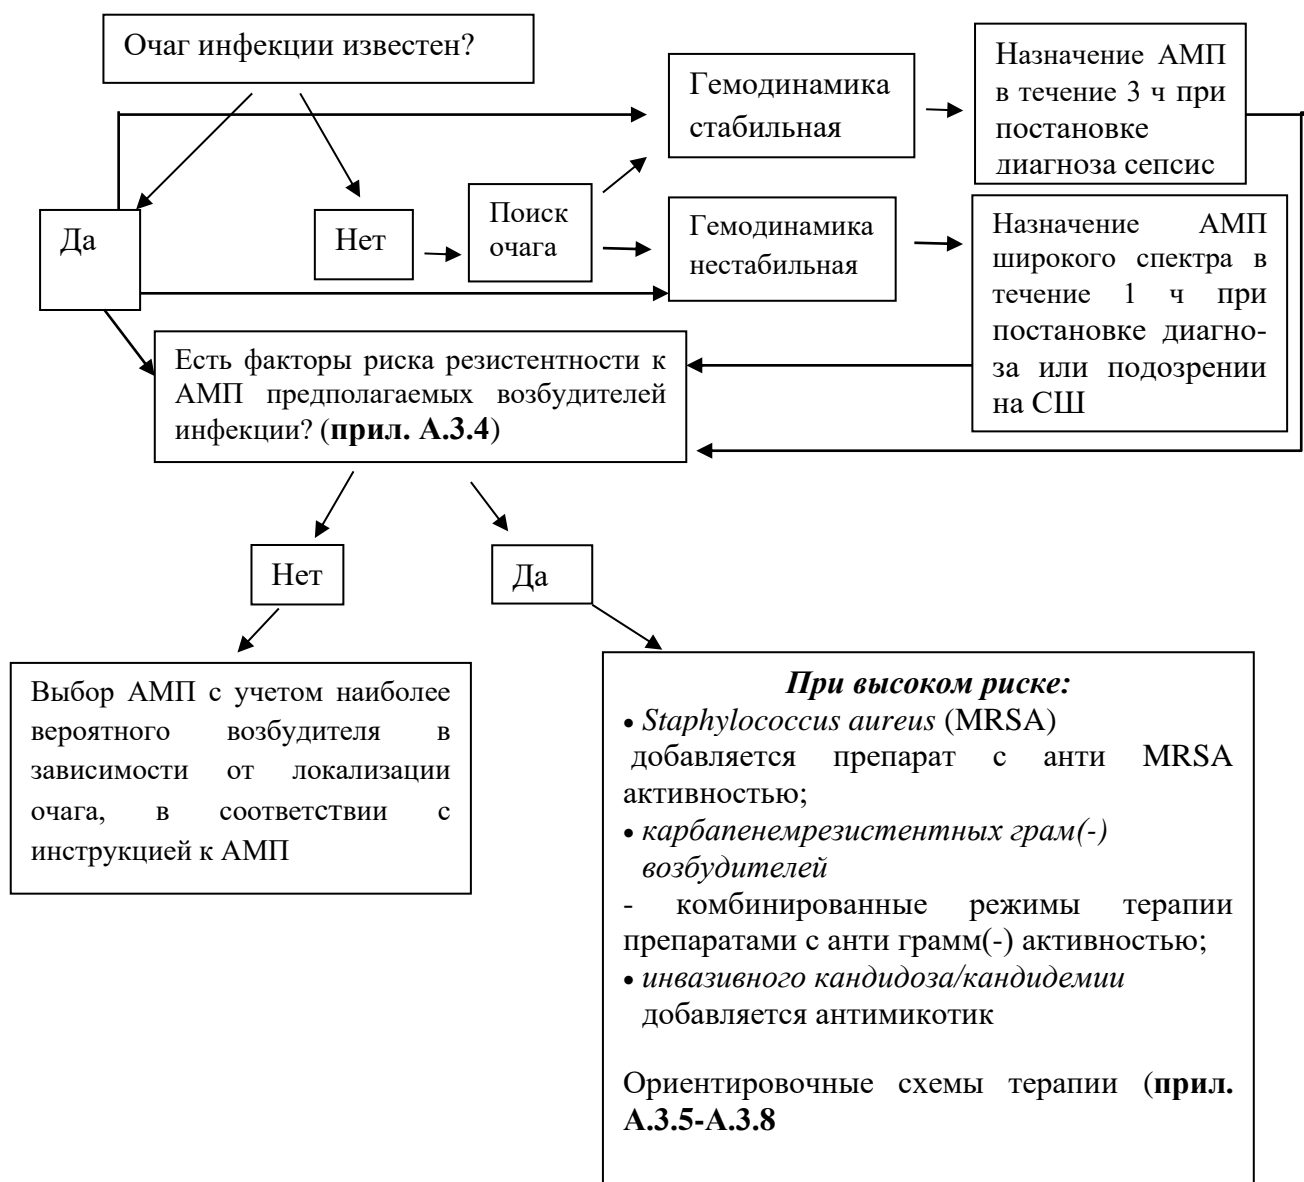 Очаг инфекции известен?
Гемодинамика
стабильная
Назначение АМП
в течение 3 ч при
постановке
диагноза сепсис
Да
Нет
Поиск
очага
Гемодинамика
нестабильная
Назначение АМП
широкого спектра в
течение 1 ч при
постановке диагно-
за или подозрении
на СШ
Есть факторы риска резистентности к
АМП предполагаемых возбудителей
инфекции? (прил. А.3.4)
Нет
Да
Выбор АМП с учетом наиболее
вероятного возбудителя в
зависимости от локализации
очага, в соответствии с
инструкцией к АМП
При высоком риске:
• Staphylococcus aureus (MRSA)
добавляется препарат с анти MRSA
активностью;
• карбапенемрезистентных грам(-)
возбудителей
- комбинированные режимы терапии
препаратами с анти грамм(-) активностью;
• инвазивного кандидоза/кандидемии
добавляется антимикотик
Ориентировочные схемы терапии (прил.
А.3.5-А.3.8